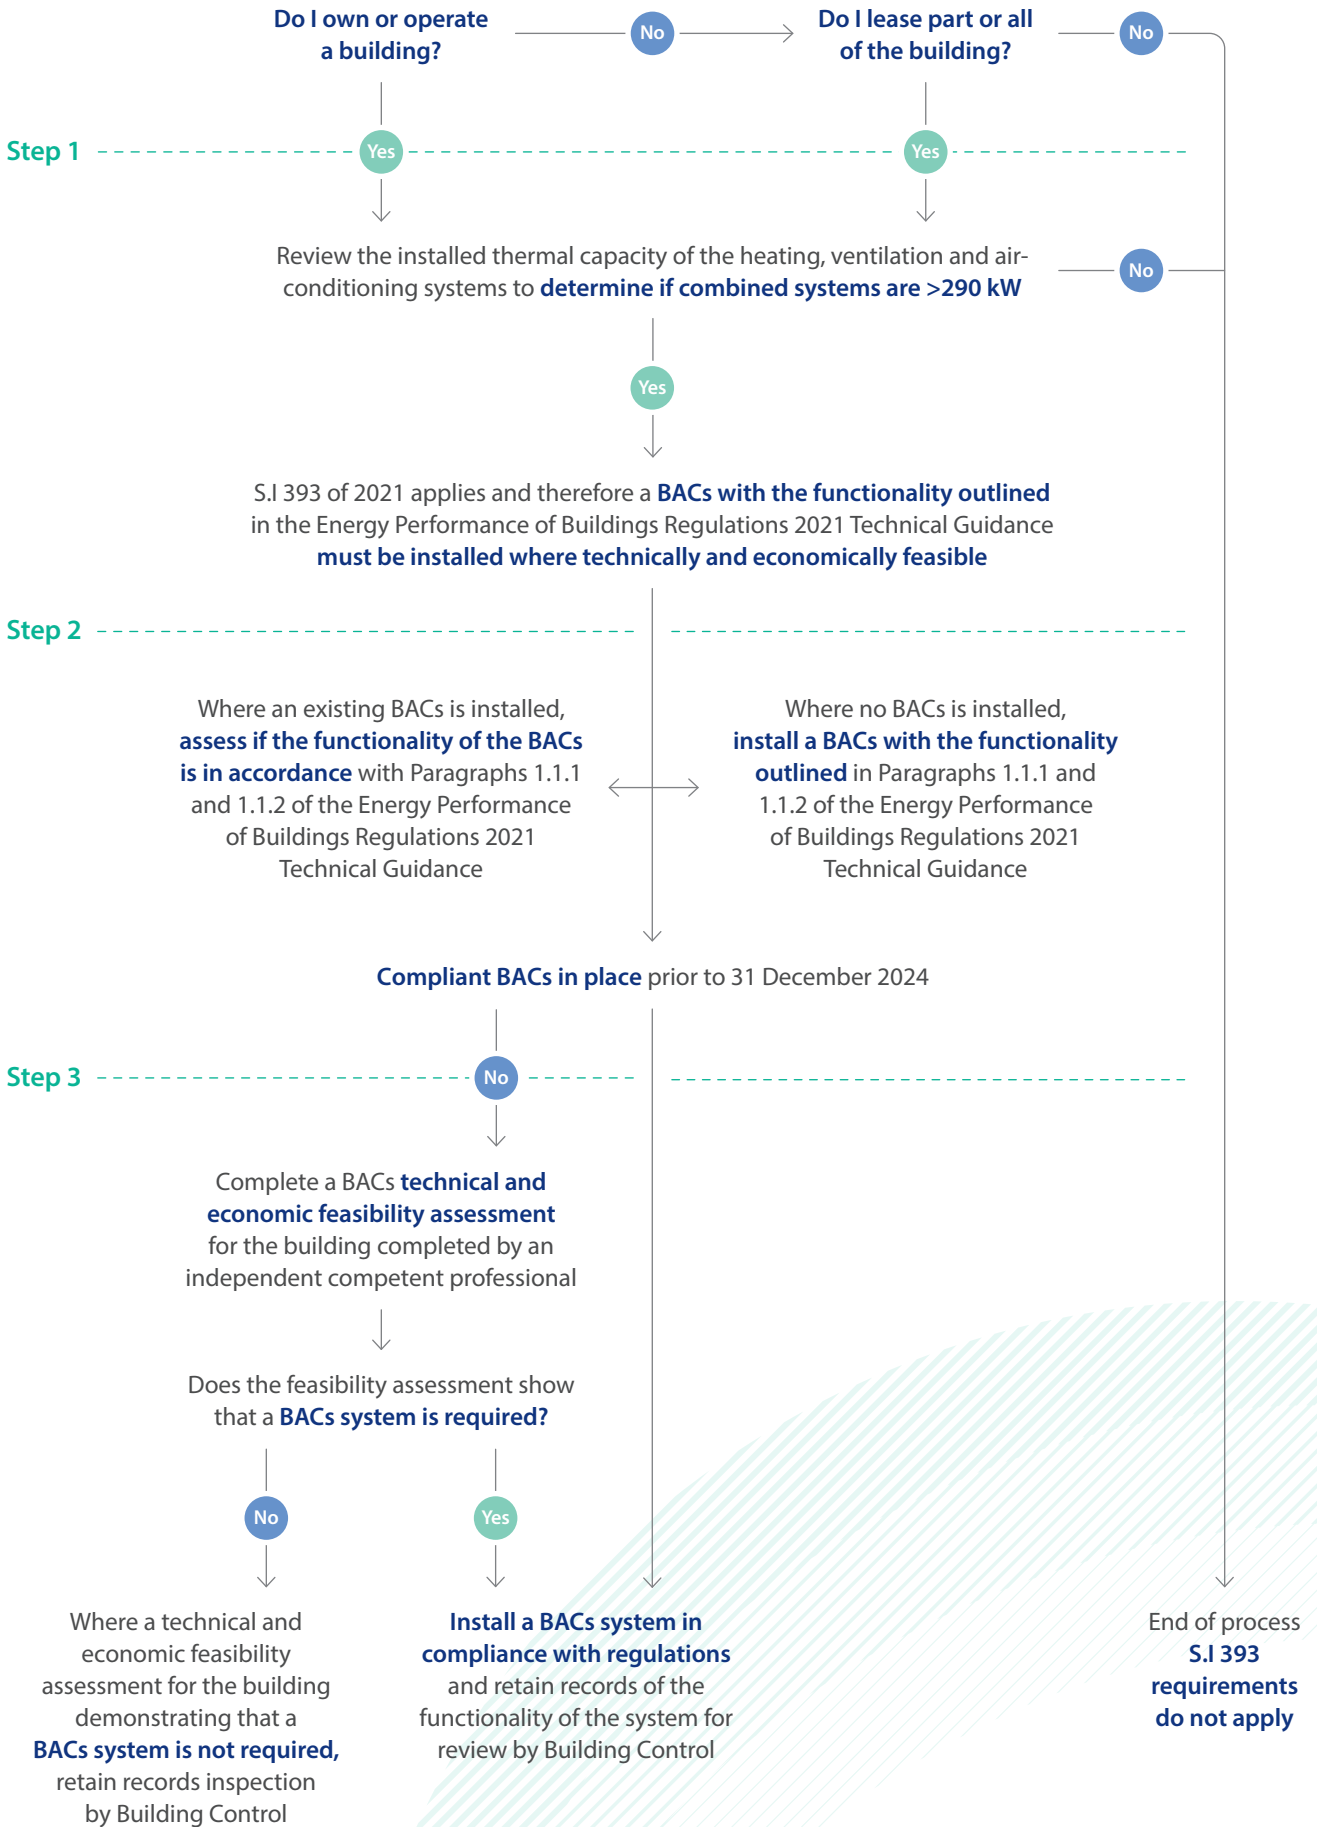 Do I own or operate
a building?
No
Do I lease part or all
of the building?
No
Step 1
Yes
Yes
Review the installed thermal capacity of the heating, ventilation and air-
conditioning systems to determine if combined systems are >290 kW
No
Yes
S.I 393 of 2021 applies and therefore a BACs with the functionality outlined
in the Energy Performance of Buildings Regulations 2021 Technical Guidance
must be installed where technically and economically feasible
Step 2
Where an existing BACs is installed,
assess if the functionality of the BACs
is in accordance with Paragraphs 1.1.1
and 1.1.2 of the Energy Performance
of Buildings Regulations 2021
Technical Guidance
Where no BACs is installed,
install a BACs with the functionality
outlined in Paragraphs 1.1.1 and
1.1.2 of the Energy Performance
of Buildings Regulations 2021
Technical Guidance
Compliant BACs in place prior to 31 December 2024
Step 3
No
Complete a BACs technical and
economic feasibility assessment
for the building completed by an
independent competent professional
Does the feasibility assessment show
that a BACs system is required?
No
Yes
Where a technical and
economic feasibility
assessment for the building
demonstrating that a
BACs system is not required,
retain records inspection
by Building Control
Install a BACs system in
compliance with regulations
and retain records of the
functionality of the system for
review by Building Control
End of process
S.I 393
requirements
do not apply